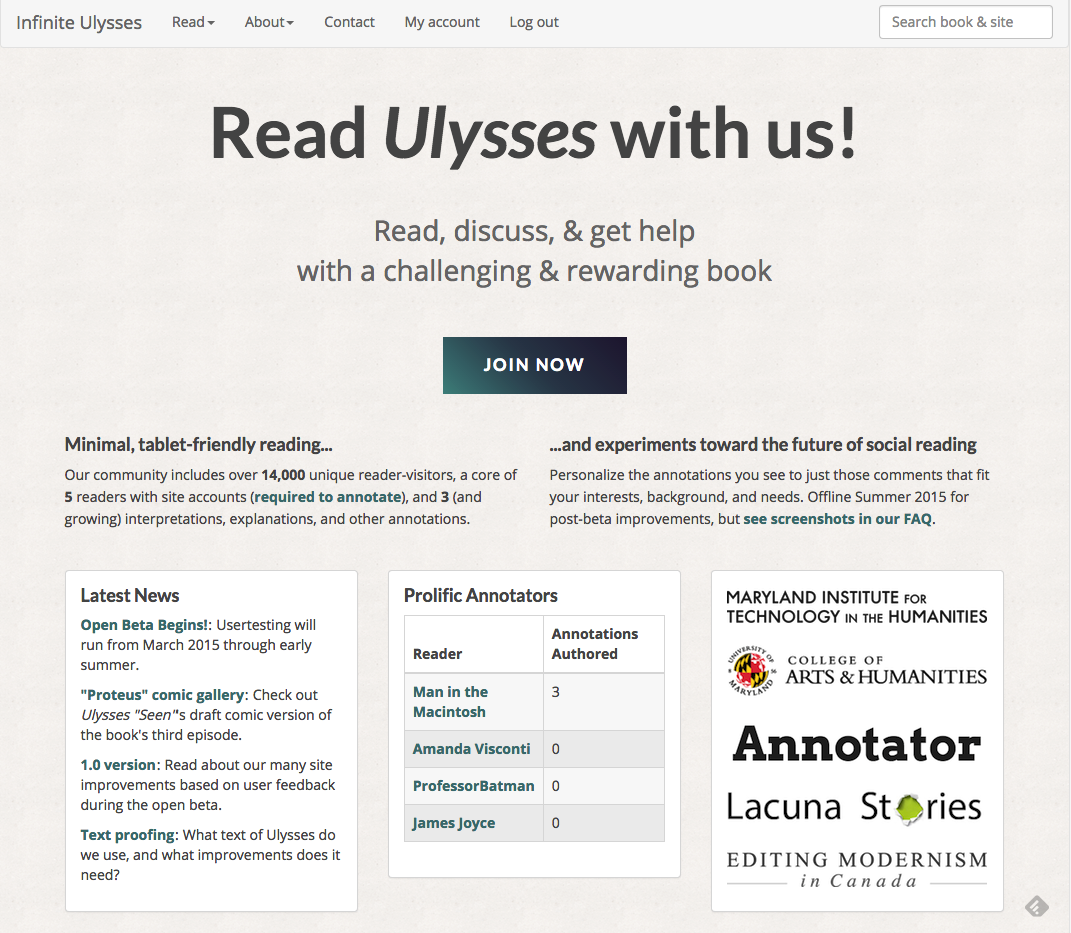 Infinite Ulysses Read About Contact My account Log out Search book & site
Read Ulysses with us!
Read, discuss, & get help
with a challenging & rewarding book
JOIN NOW
Minimal, tablet-friendly reading...
Our community includes over 14,000 unique reader-visitors, a core of
5 readers with site accounts (required to annotate), and 3 (and
growing) interpretations, explanations, and other annotations.
...and experiments toward the future of social reading
Personalize the annotations you see to just those comments that fit
your interests, background, and needs. Offline Summer 2015 for
post-beta improvements, but see screenshots in our FAQ.
Latest News
Open Beta Begins!: Usertesting will
run from March 2015 through early
summer.
"Proteus" comic gallery: Check out
Ulysses "Seen"'s draft comic version of
the book's third episode.
1.0 version: Read about our many site
improvements based on user feedback
during the open beta.
Text proofing: What text of Ulysses do
we use, and what improvements does it
need?
Prolific Annotators
Reader Annotations
Authored
Man in the
Macintosh 3
Amanda Visconti 0
ProfessorBatman 0
James Joyce 0
MARYLAND INSTITUTE FOR
TECHNOLOGY IN THE HUMANITIES
UNIVERSITY OF
MARYLAND
COLLEGE OF
ARTS & HUMANITIES
Annotator
Lacuna Stories
EDITING MODERNISM
in Canada